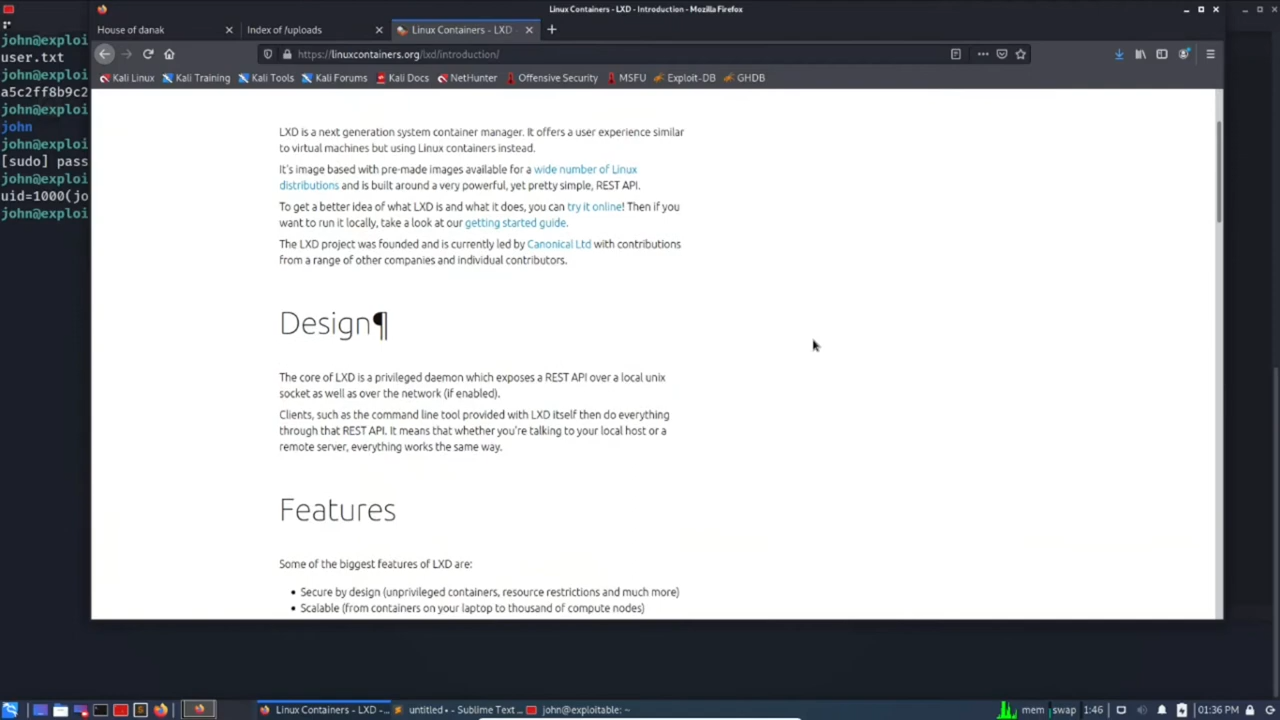 Linux Containers - LXD - Introduction - Mozilla Firefox
House of danak
Index of /uploads
Linux Containers - LXD
https://linuxcontainers.org/lxd/introduction/
Kali Linux Kali Training Kali Tools Kali Forums Kali Docs NetHunter Offensive Security MSFU Exploit-DB GHDB
john@exploi
user.txt
john@exploi
a5c2ff8b9c2
john@exploi
john
john@exploi
[sudo] pass
john@exploi
uid=1000(jo
john@exploi
LXD is a next generation system container manager. It offers a user experience similar
to virtual machines but using Linux containers instead.
It's image based with pre-made images available for a wide number of Linux
distributions and is built around a very powerful, yet pretty simple, REST API.
To get a better idea of what LXD is and what it does, you can try it online! Then if you
want to run it locally, take a look at our getting started guide.
The LXD project was founded and is currently led by Canonical Ltd with contributions
from a range of other companies and individual contributors.
Design¶
The core of LXD is a privileged daemon which exposes a REST API over a local unix
socket as well as over the network (if enabled).
Clients, such as the command line tool provided with LXD itself then do everything
through that REST API. It means that whether you're talking to your local host or a
remote server, everything works the same way.
Features
Some of the biggest features of LXD are:
• Secure by design (unprivileged containers, resource restrictions and much more)
• Scalable (from containers on your laptop to thousand of compute nodes)
Linux Containers - LXD -...
untitled • - Sublime Text ...
john@exploitable: ~
mem swap 1:46 01:36 PM